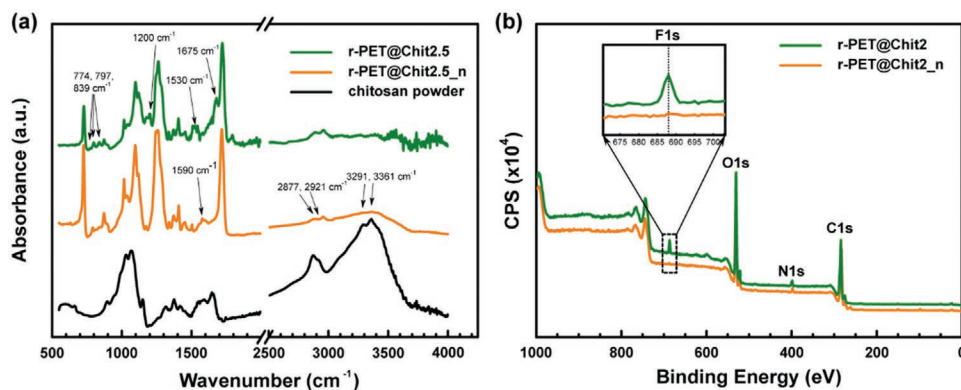 (a)
1200 cm-1
1675 cm-1
r-PET@Chit2.5
r-PET@Chit2.5_n
chitosan powder
774, 797,
839 cm-1
1530 cm-1
1590 cm-1
2877, 2921 cm-1
3291, 3361 cm-1
Absorbance (a.u.)
500 1000 1500 2000 2500 3000 3500 4000
Wavenumber (cm-1)
(b)
F1s
r-PET@Chit2
r-PET@Chit2_n
675 680 685 690 695 700
O1s
C1s
N1s
CPS (x10⁴)
1000 800 600 400 200 0
Binding Energy (eV)